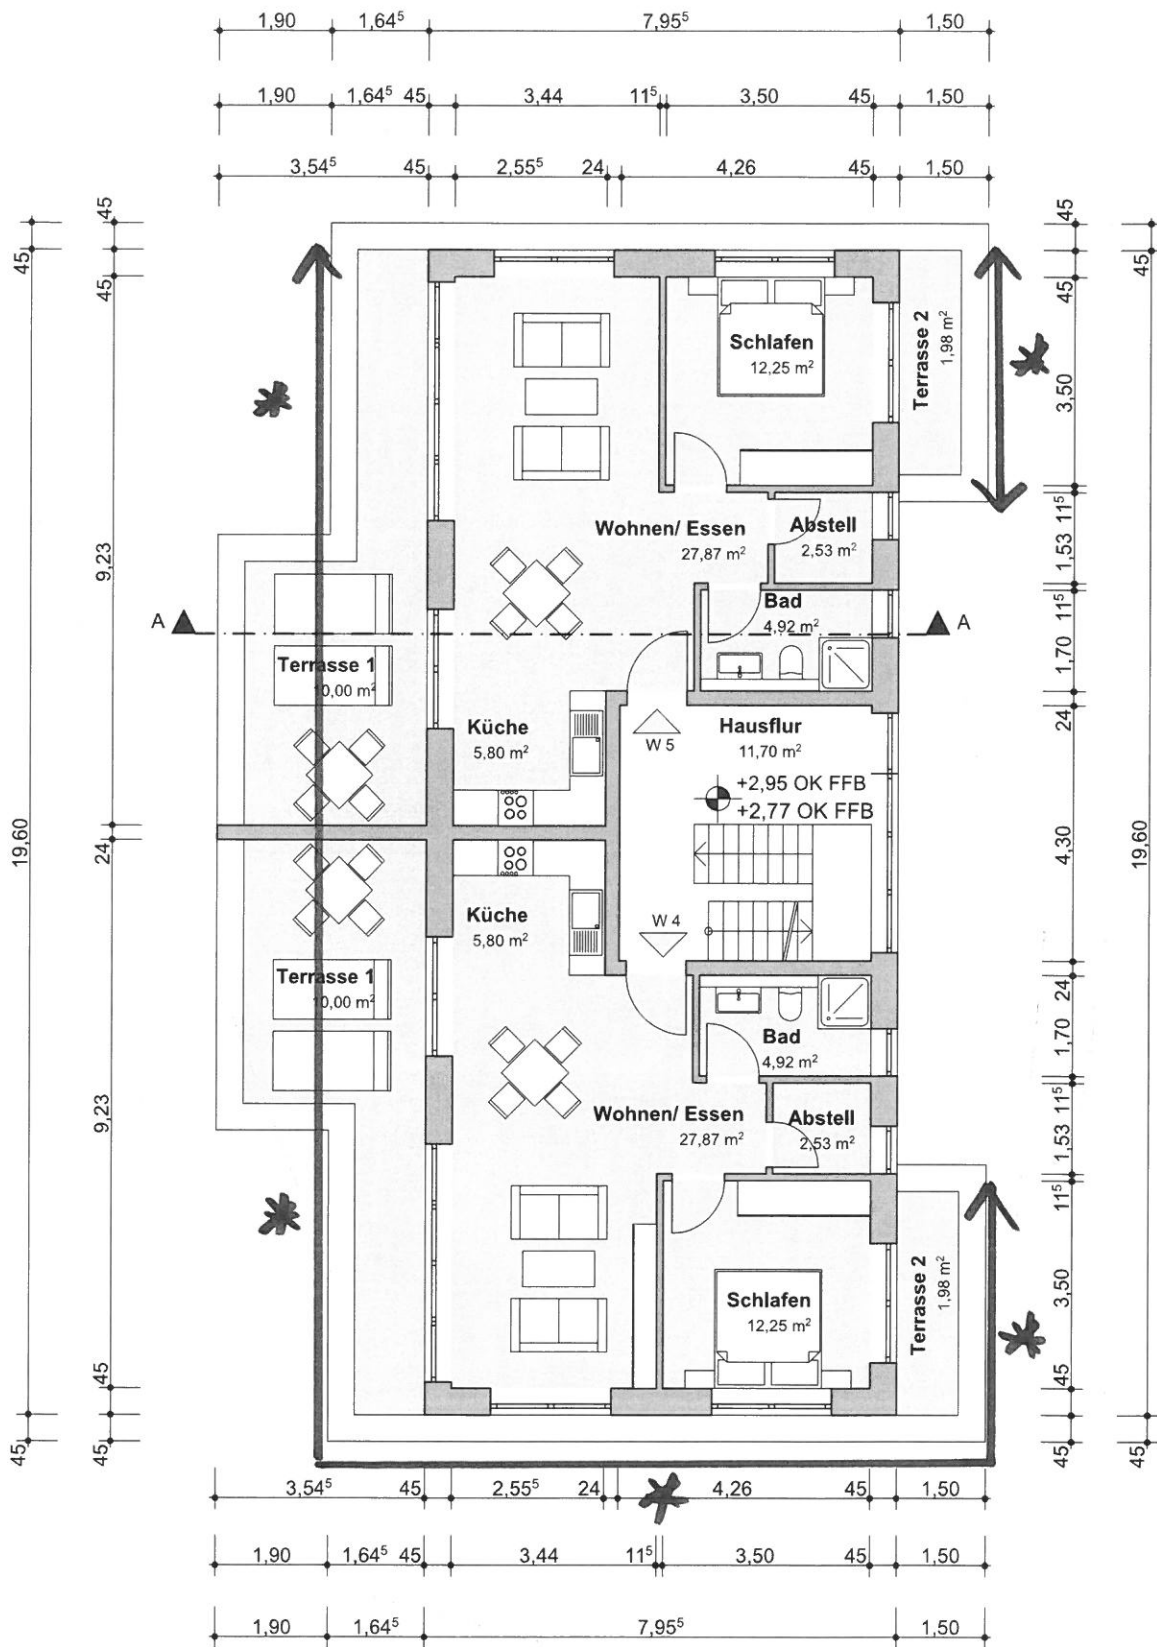 1,90 1,64⁵ 7,95⁵ 1,50
1,90 1,64⁵ 45 3,44 11⁵ 3,50 45 1,50
3,54⁵ 45 2,55⁵ 24 4,26 45 1,50
45 45 45 45
45 45
Schlafen
12,25 m²
Terrasse 2
1,98 m²
3,50
Wohnen/ Essen
27,87 m²
Abstell
2,53 m²
11⁵
1,53
9,23
A A
Bad
4,92 m²
11⁵
1,70
Terrasse 1
10,00 m²
Küche
5,80 m²
W 5
Hausflur
11,70 m²
24
+2,95 OK FFB
+2,77 OK FFB
19,60 24 4,30 19,60
Küche
5,80 m²
W 4
Terrasse 1
10,00 m²
24
Bad
4,92 m²
1,70
9,23
Wohnen/ Essen
27,87 m²
Abstell
2,53 m²
11⁵
1,53
11⁵
Schlafen
12,25 m²
Terrasse 2
1,98 m²
3,50
45 45
45 45 45 45
3,54⁵ 45 2,55⁵ 24 4,26 45 1,50
1,90 1,64⁵ 45 3,44 11⁵ 3,50 45 1,50
1,90 1,64⁵ 7,95⁵ 1,50